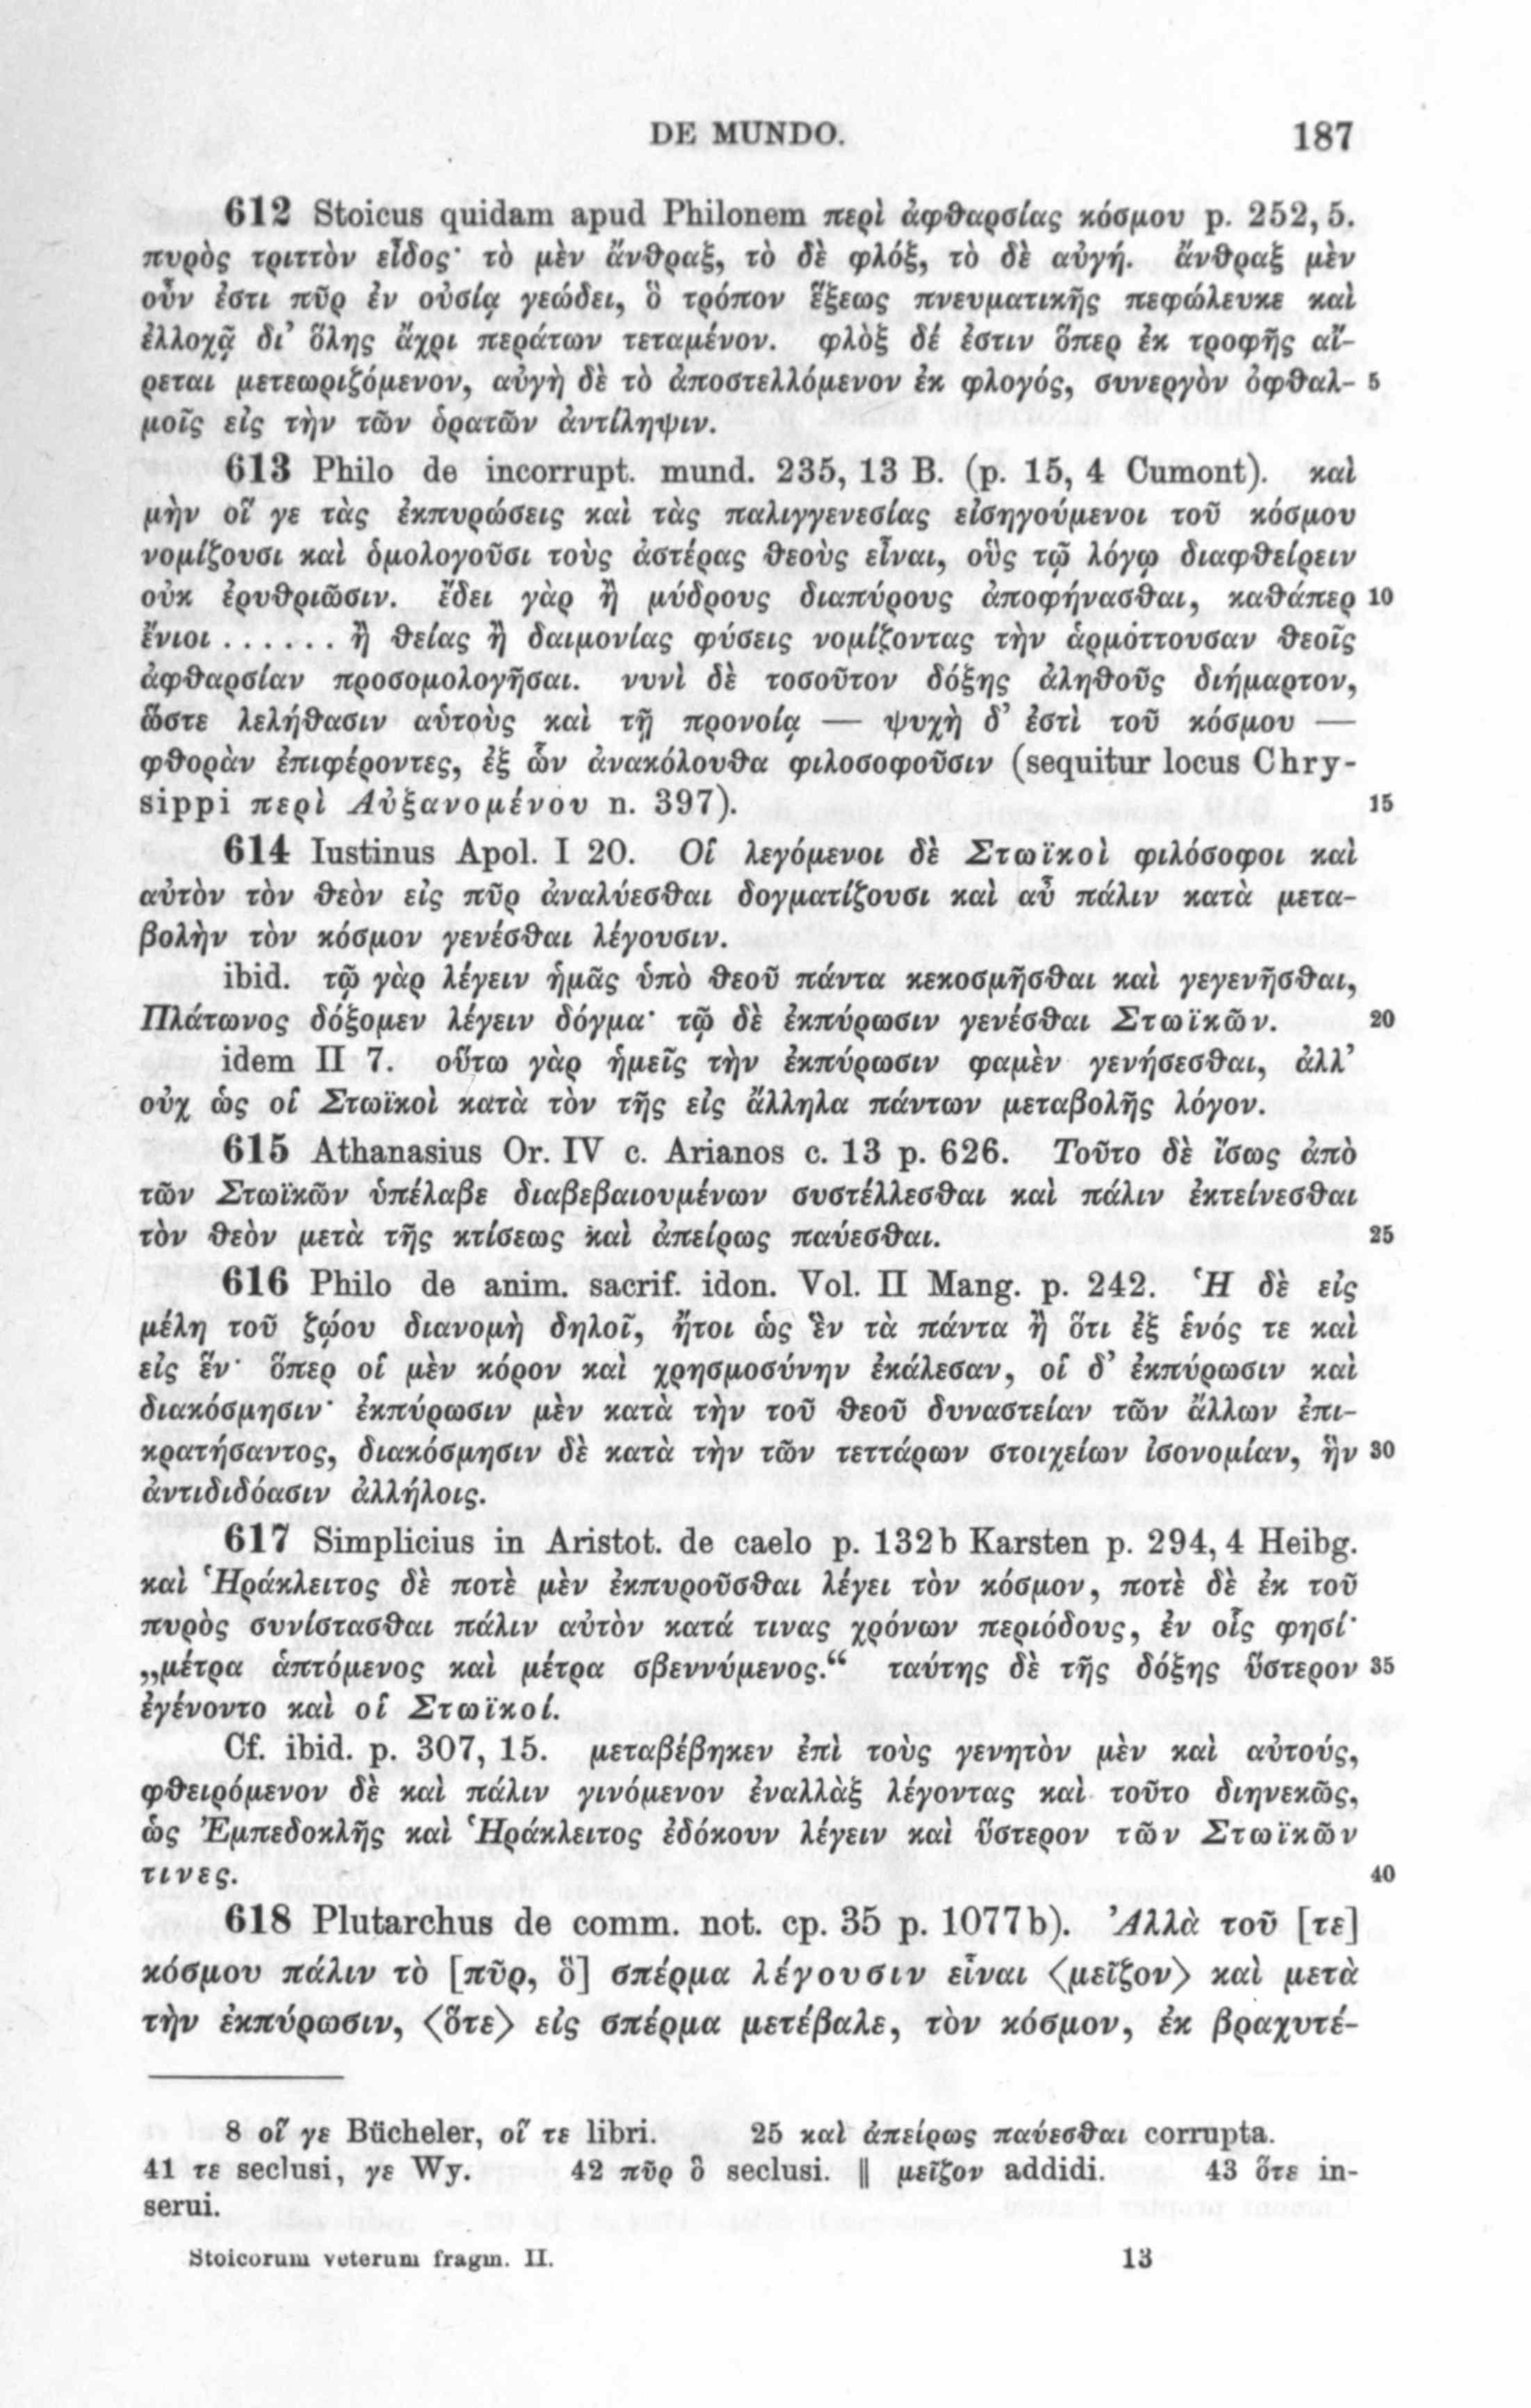 DE MUNDO. 187
612 Stoicus quidam apud Philonem περὶ ἀφθαρσίας κόσμου p. 252, 5.
πυρὸς τριττὸν εἶδος· τὸ μὲν ἄνθραξ, τὸ δὲ φλόξ, τὸ δὲ αὐγή. ἄνθραξ μὲν
οὖν ἐστι πῦρ ἐν οὐσίᾳ γεώδει, ὃ τρόπον ἕξεως πνευματικῆς πεφώλευκε καὶ
ἐλλοχᾷ δι’ ὅλης ἄχρι περάτων τεταμένον. φλὸξ δέ ἐστιν ὅπερ ἐκ τροφῆς αἴ-
ρεται μετεωριζόμενον, αὐγὴ δὲ τὸ ἀποστελλόμενον ἐκ φλογός, συνεργὸν ὀφθαλ- 5
μοῖς εἰς τὴν τῶν ὁρατῶν ἀντίληψιν.
613 Philo de incorrupt. mund. 235, 13 B. (p. 15, 4 Cumont). καὶ
μὴν οἵ γε τὰς ἐκπυρώσεις καὶ τὰς παλιγγενεσίας εἰσηγούμενοι τοῦ κόσμου
νομίζουσι καὶ ὁμολογοῦσι τοὺς ἀστέρας θεοὺς εἶναι, οὓς τῷ λόγῳ διαφθείρειν
οὐκ ἐρυθριῶσιν. ἔδει γὰρ ἢ μύδρους διαπύρους ἀποφήνασθαι, καθάπερ 10
ἔνιοι ...... ἢ θείας ἢ δαιμονίας φύσεις νομίζοντας τὴν ἁρμόττουσαν θεοῖς
ἀφθαρσίαν προσομολογῆσαι. νυνὶ δὲ τοσοῦτον δόξης ἀληθοῦς διήμαρτον,
ὥστε λελήθασιν αὑτοὺς καὶ τῇ προνοίᾳ — ψυχὴ δ’ ἐστὶ τοῦ κόσμου —
φθορὰν ἐπιφέροντες, ἐξ ὧν ἀνακόλουθα φιλοσοφοῦσιν (sequitur locus Chry-
sippi περὶ Αὐξανομένου n. 397). 15
614 Iustinus Apol. I 20. Οἱ λεγόμενοι δὲ Στωϊκοὶ φιλόσοφοι καὶ
αὐτὸν τὸν θεὸν εἰς πῦρ ἀναλύεσθαι δογματίζουσι καὶ αὖ πάλιν κατὰ μετα-
βολὴν τὸν κόσμον γενέσθαι λέγουσιν.
ibid. τῷ γὰρ λέγειν ἡμᾶς ὑπὸ θεοῦ πάντα κεκοσμῆσθαι καὶ γεγενῆσθαι,
Πλάτωνος δόξομεν λέγειν δόγμα· τῷ δὲ ἐκπύρωσιν γενέσθαι Στωϊκῶν. 20
idem II 7. οὕτω γὰρ ἡμεῖς τὴν ἐκπύρωσιν φαμὲν γενήσεσθαι, ἀλλ’
οὐχ ὡς οἱ Στωϊκοὶ κατὰ τὸν τῆς εἰς ἄλληλα πάντων μεταβολῆς λόγον.
615 Athanasius Or. IV c. Arianos c. 13 p. 626. Τοῦτο δὲ ἴσως ἀπὸ
τῶν Στωϊκῶν ὑπέλαβε διαβεβαιουμένων συστέλλεσθαι καὶ πάλιν ἐκτείνεσθαι
τὸν θεὸν μετὰ τῆς κτίσεως καὶ ἀπείρως παύεσθαι. 25
616 Philo de anim. sacrif. idon. Vol. II Mang. p. 242. Ἡ δὲ εἰς
μέλη τοῦ ζῴου διανομὴ δηλοῖ, ἤτοι ὡς ἓν τὰ πάντα ἢ ὅτι ἐξ ἑνός τε καὶ
εἰς ἕν· ὅπερ οἱ μὲν κόρον καὶ χρησμοσύνην ἐκάλεσαν, οἱ δ’ ἐκπύρωσιν καὶ
διακόσμησιν· ἐκπύρωσιν μὲν κατὰ τὴν τοῦ θεοῦ δυναστείαν τῶν ἄλλων ἐπι-
κρατήσαντος, διακόσμησιν δὲ κατὰ τὴν τῶν τεττάρων στοιχείων ἰσονομίαν, ἣν 30
ἀντιδιδόασιν ἀλλήλοις.
617 Simplicius in Aristot. de caelo p. 132b Karsten p. 294, 4 Heibg.
καὶ Ἡράκλειτος δὲ ποτὲ μὲν ἐκπυροῦσθαι λέγει τὸν κόσμον, ποτὲ δὲ ἐκ τοῦ
πυρὸς συνίστασθαι πάλιν αὐτὸν κατά τινας χρόνων περιόδους, ἐν οἷς φησί·
„μέτρα ἁπτόμενος καὶ μέτρα σβεννύμενος.“ ταύτης δὲ τῆς δόξης ὕστερον 35
ἐγένοντο καὶ οἱ Στωϊκοί.
Cf. ibid. p. 307, 15. μεταβέβηκεν ἐπὶ τοὺς γενητὸν μὲν καὶ αὐτούς,
φθειρόμενον δὲ καὶ πάλιν γινόμενον ἐναλλὰξ λέγοντας καὶ τοῦτο διηνεκῶς,
ὡς Ἐμπεδοκλῆς καὶ Ἡράκλειτος ἐδόκουν λέγειν καὶ ὕστερον τῶν Στωϊκῶν
τινες. 40
618 Plutarchus de comm. not. cp. 35 p. 1077b). Ἀλλὰ τοῦ [τε]
κόσμου πάλιν τὸ [πῦρ, ὃ] σπέρμα λέγουσιν εἶναι ⟨μεῖζον⟩ καὶ μετὰ
τὴν ἐκπύρωσιν, ⟨ὅτε⟩ εἰς σπέρμα μετέβαλε, τὸν κόσμον, ἐκ βραχυτέ-
8 οἵ γε Bücheler, οἵ τε libri. 25 καὶ ἀπείρως παύεσθαι corrupta.
41 τε seclusi, γε Wy. 42 πῦρ ὃ seclusi. || μεῖζον addidi. 43 ὅτε in-
serui.
Stoicorum veterum fragm. II. 13